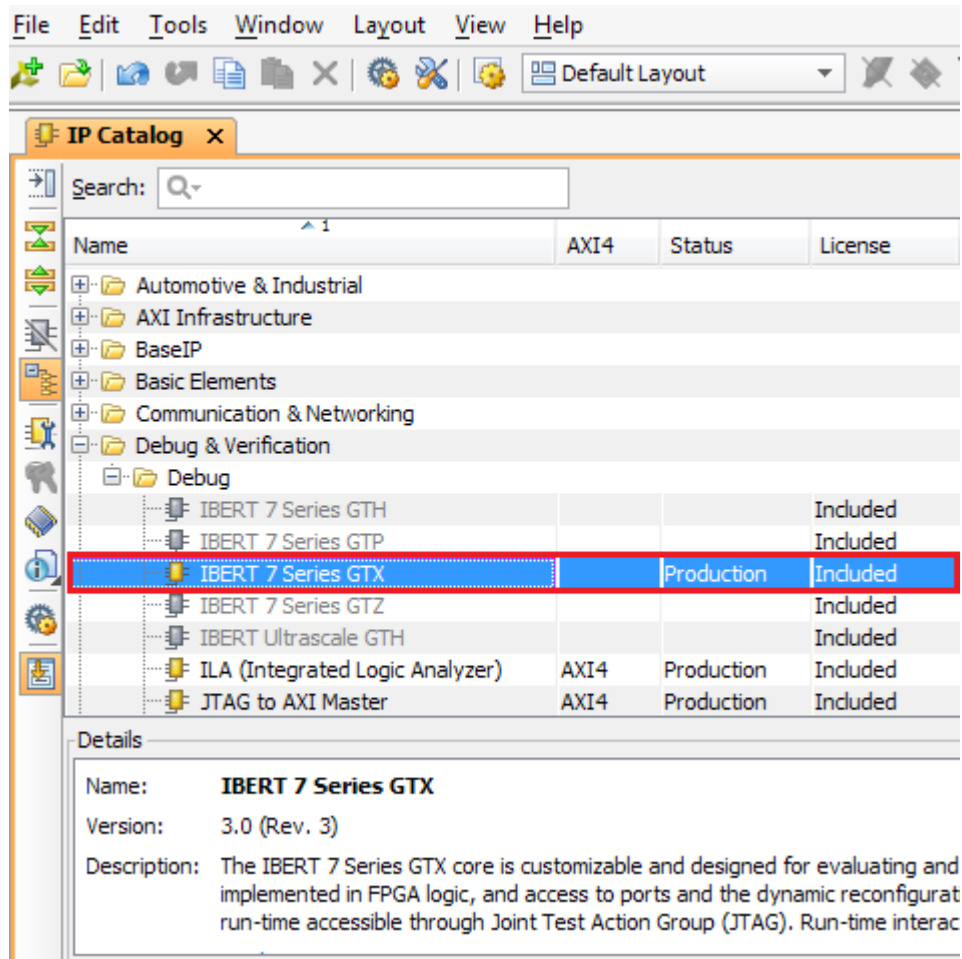 File Edit Tools Window Layout View Help
Default Layout
IP Catalog
Search:
1
Name AXI4 Status License
Automotive & Industrial
AXI Infrastructure
BaseIP
Basic Elements
Communication & Networking
Debug & Verification
Debug
IBERT 7 Series GTH Included
IBERT 7 Series GTP Included
IBERT 7 Series GTX Production Included
IBERT 7 Series GTZ Included
IBERT Ultrascale GTH Included
ILA (Integrated Logic Analyzer) AXI4 Production Included
JTAG to AXI Master AXI4 Production Included
Details
Name: IBERT 7 Series GTX
Version: 3.0 (Rev. 3)
Description: The IBERT 7 Series GTX core is customizable and designed for evaluating and
implemented in FPGA logic, and access to ports and the dynamic reconfigurati
run-time accessible through Joint Test Action Group (JTAG). Run-time interac